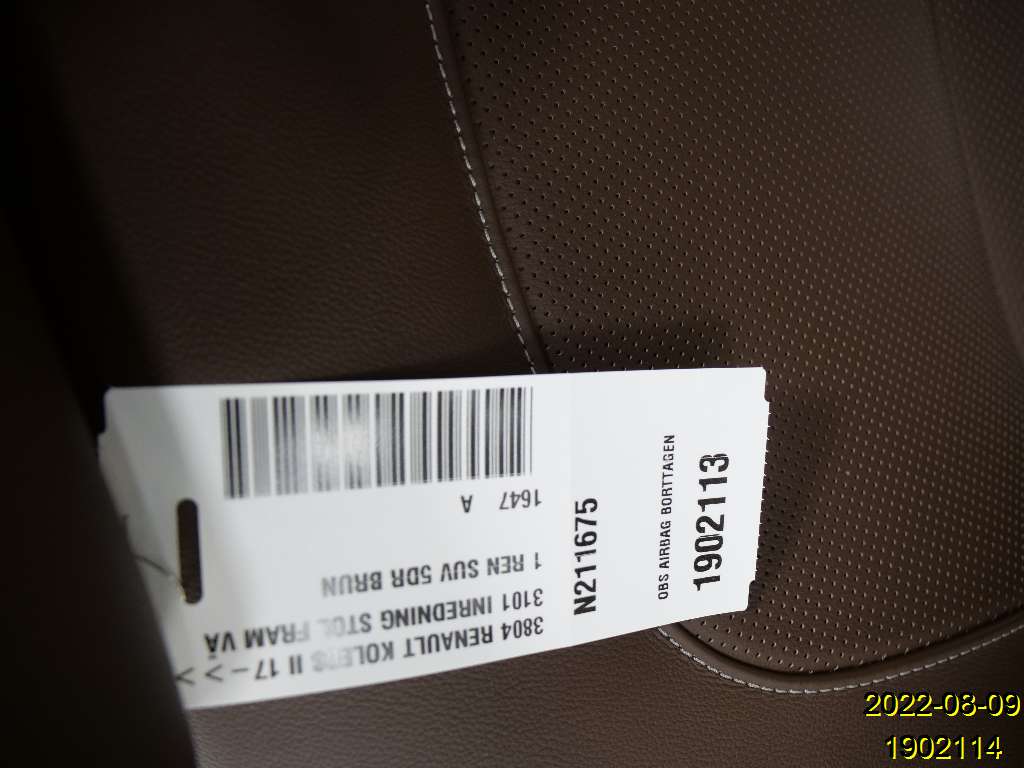 3804 RENAULT KOLEOS II 17–> >
3101 INREDNING STOL FRAM VÄ
1 REN SUV 5DR BRUN
1647 A
N211675
OBS AIRBAG BORTTAGEN
1902113
2022-08-09
1902114